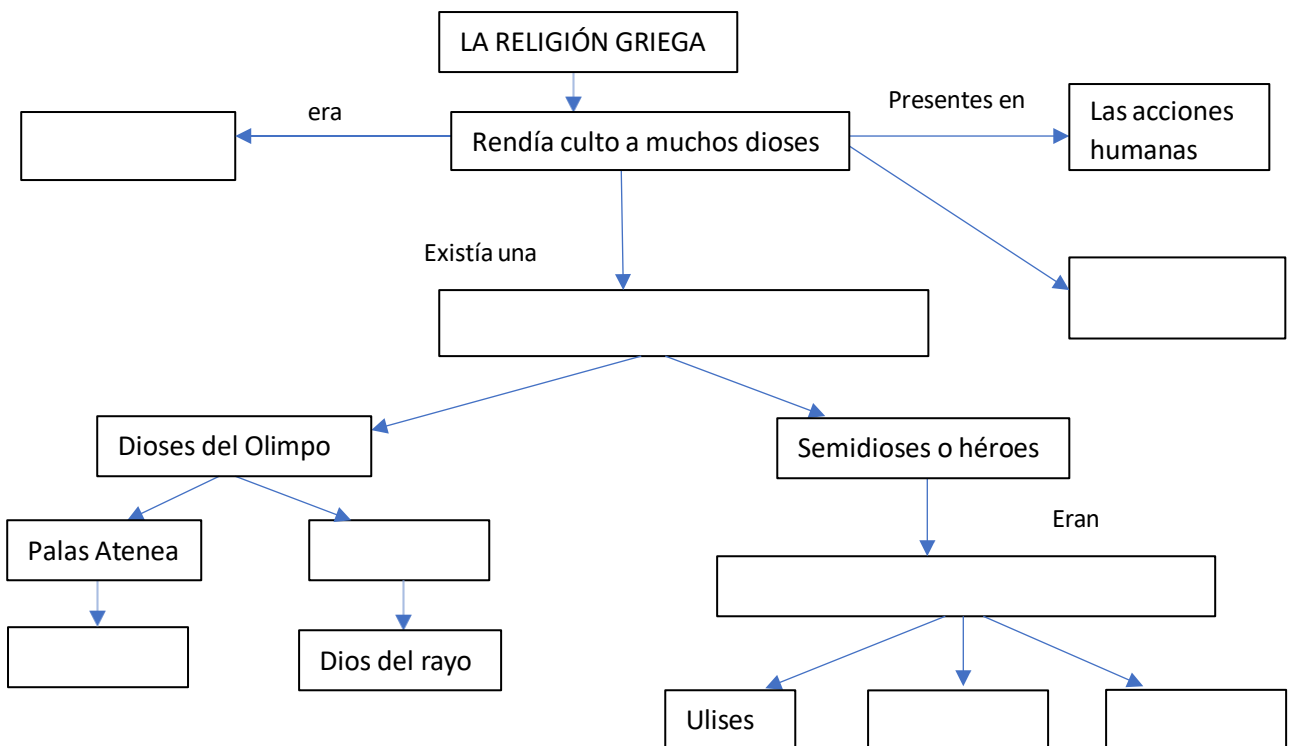 LA RELIGIÓN GRIEGA
era
Rendía culto a muchos dioses
Presentes en
Las acciones
humanas
Existía una
Dioses del Olimpo
Semidioses o héroes
Palas Atenea
Eran
Dios del rayo
Ulises